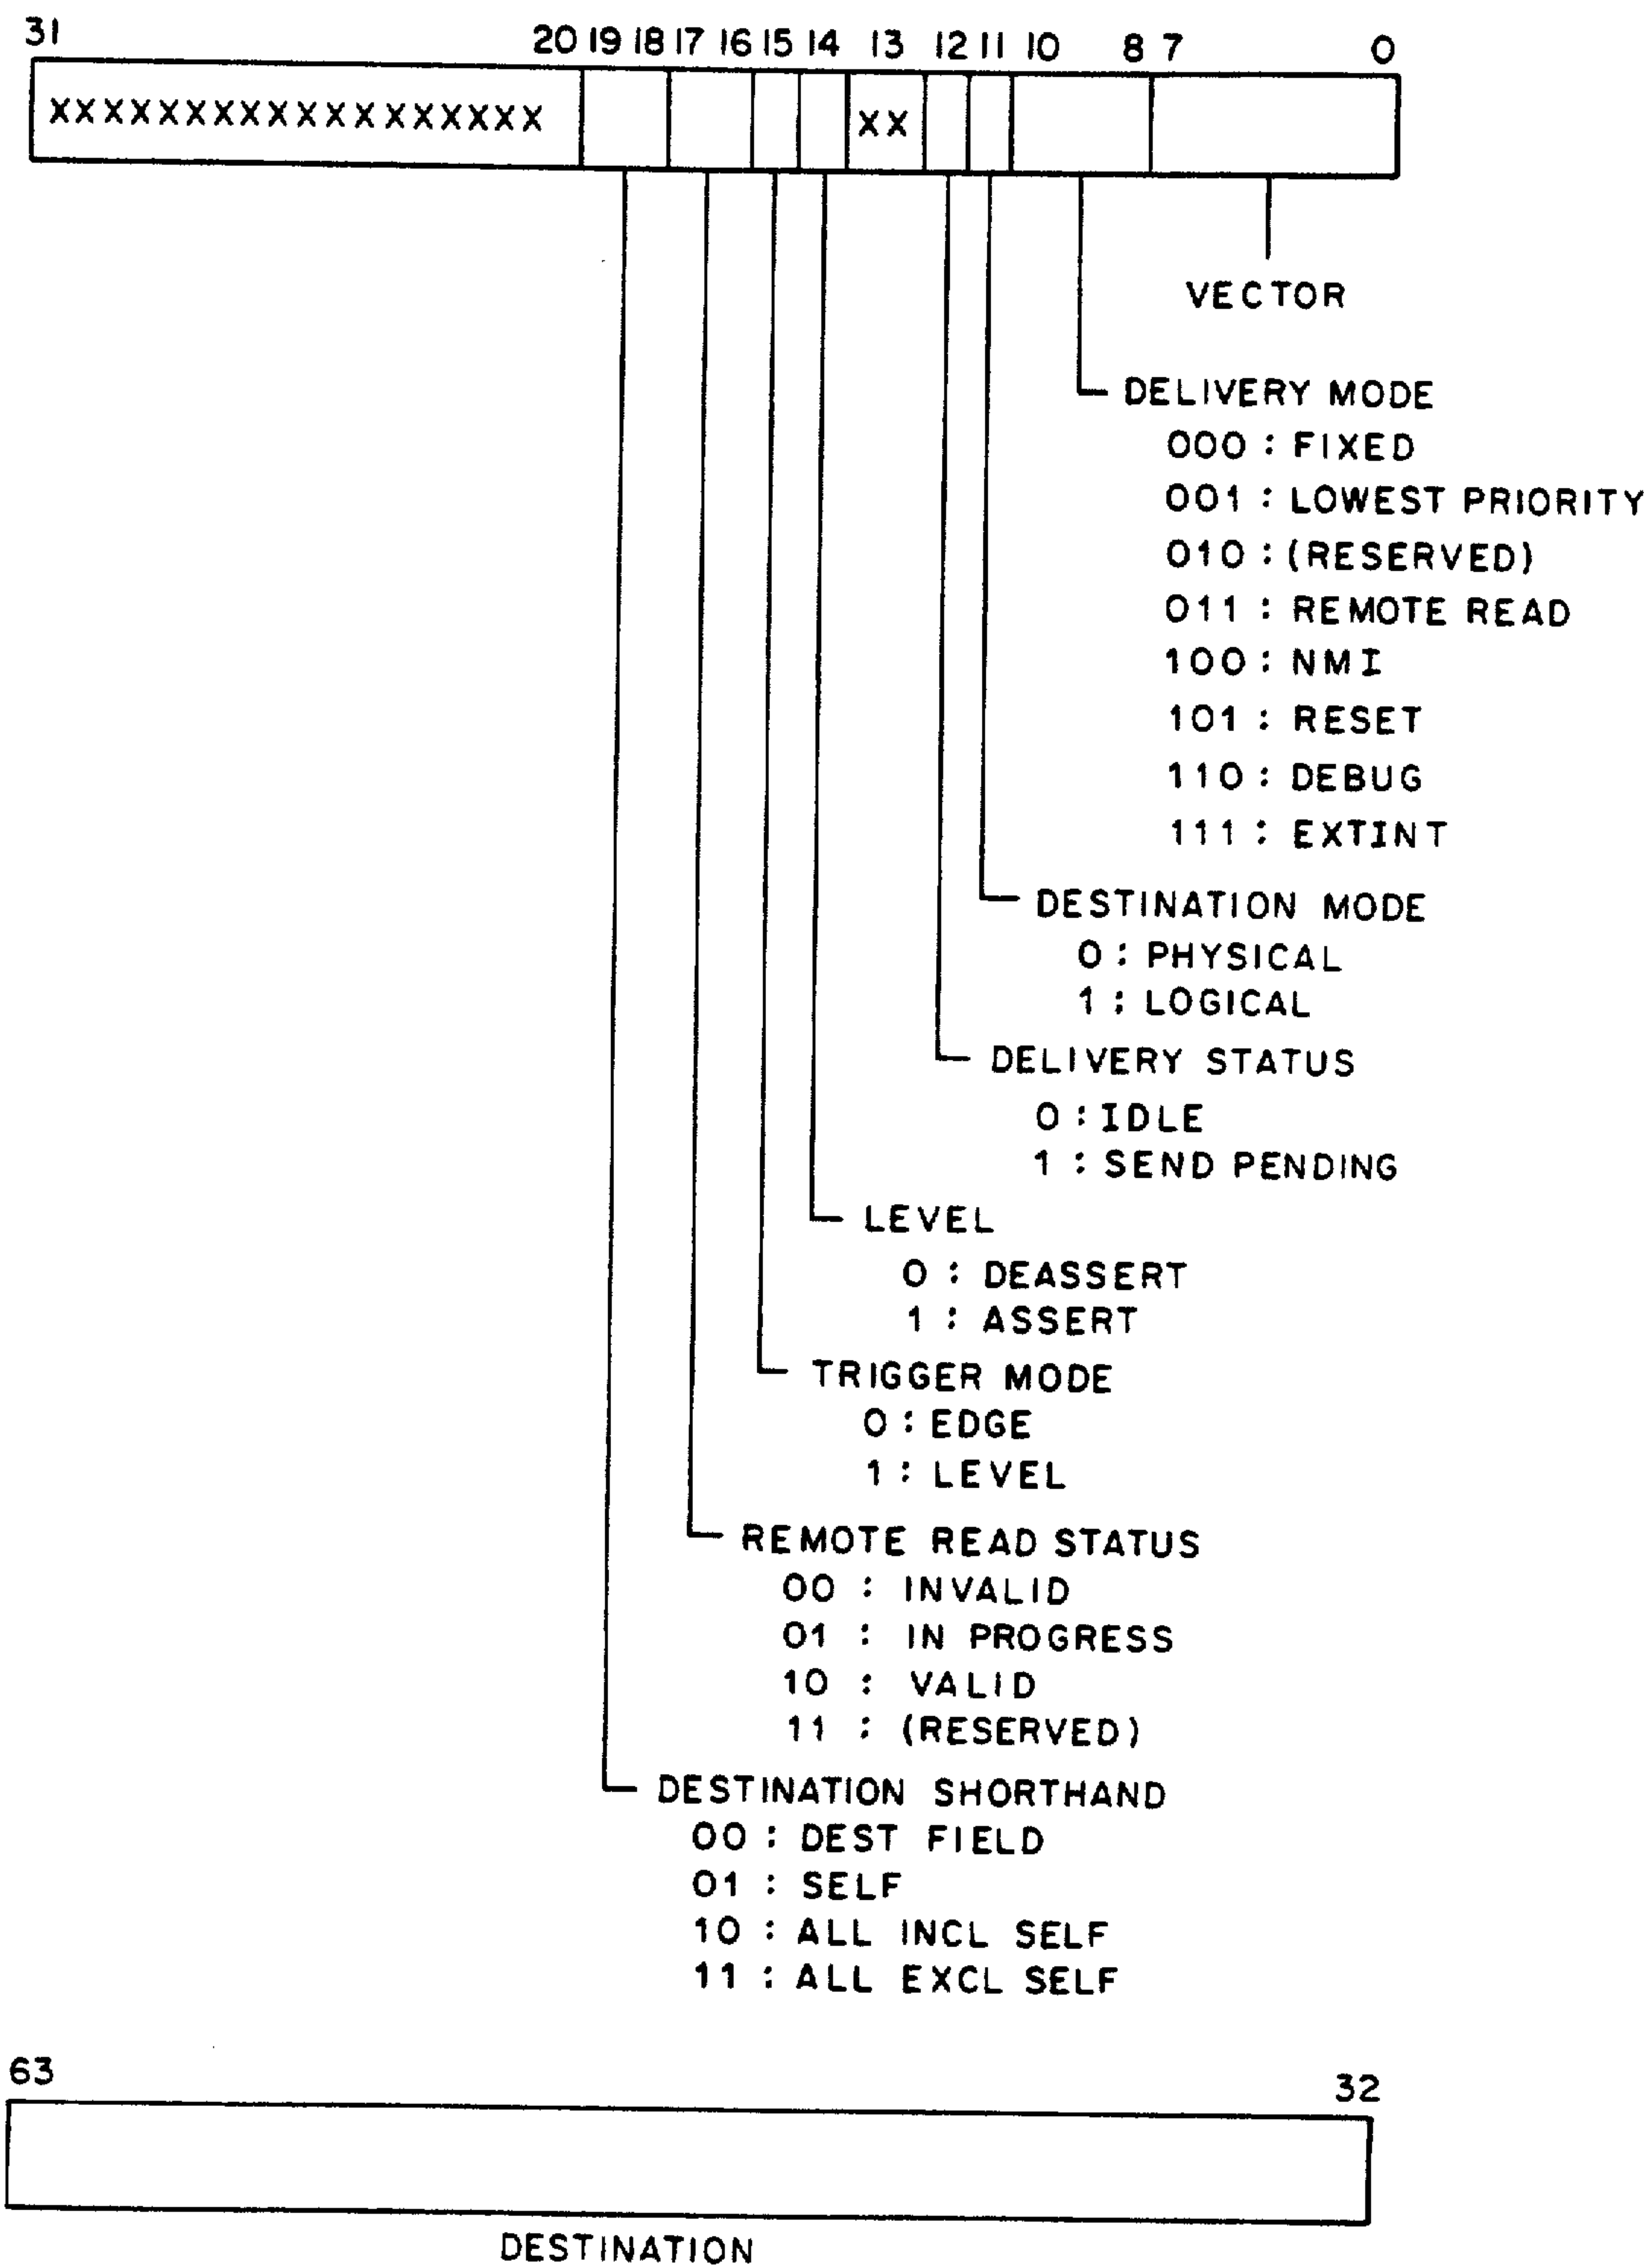 31 20 19 18 17 16 15 14 13 12 11 10 8 7 0
XXXXXXXXXXXXXXXXXX XX
VECTOR
DELIVERY MODE
000 : FIXED
001 : LOWEST PRIORITY
010 : (RESERVED)
011 : REMOTE READ
100 : NMI
101 : RESET
110 : DEBUG
111 : EXTINT
DESTINATION MODE
0 : PHYSICAL
1 : LOGICAL
DELIVERY STATUS
0 : IDLE
1 : SEND PENDING
LEVEL
0 : DEASSERT
1 : ASSERT
TRIGGER MODE
0 : EDGE
1 : LEVEL
REMOTE READ STATUS
00 : INVALID
01 : IN PROGRESS
10 : VALID
11 : (RESERVED)
DESTINATION SHORTHAND
00 : DEST FIELD
01 : SELF
10 : ALL INCL SELF
11 : ALL EXCL SELF
63 32
DESTINATION